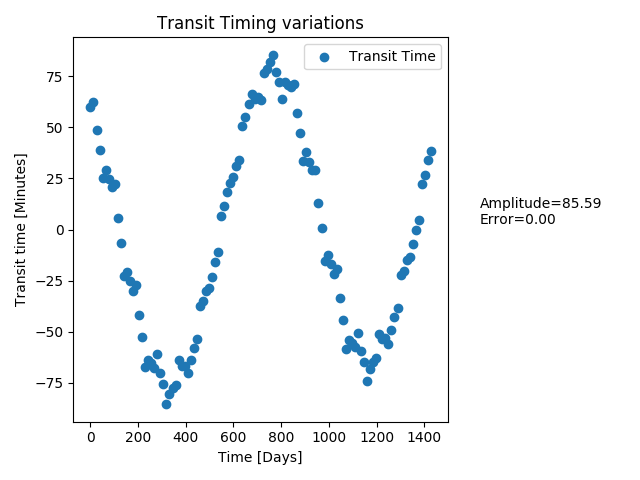 Transit Timing variations
Transit Time
75
50
25
0
−25
−50
−75
Transit time [Minutes]
0 200 400 600 800 1000 1200 1400
Time [Days]
Amplitude=85.59
Error=0.00